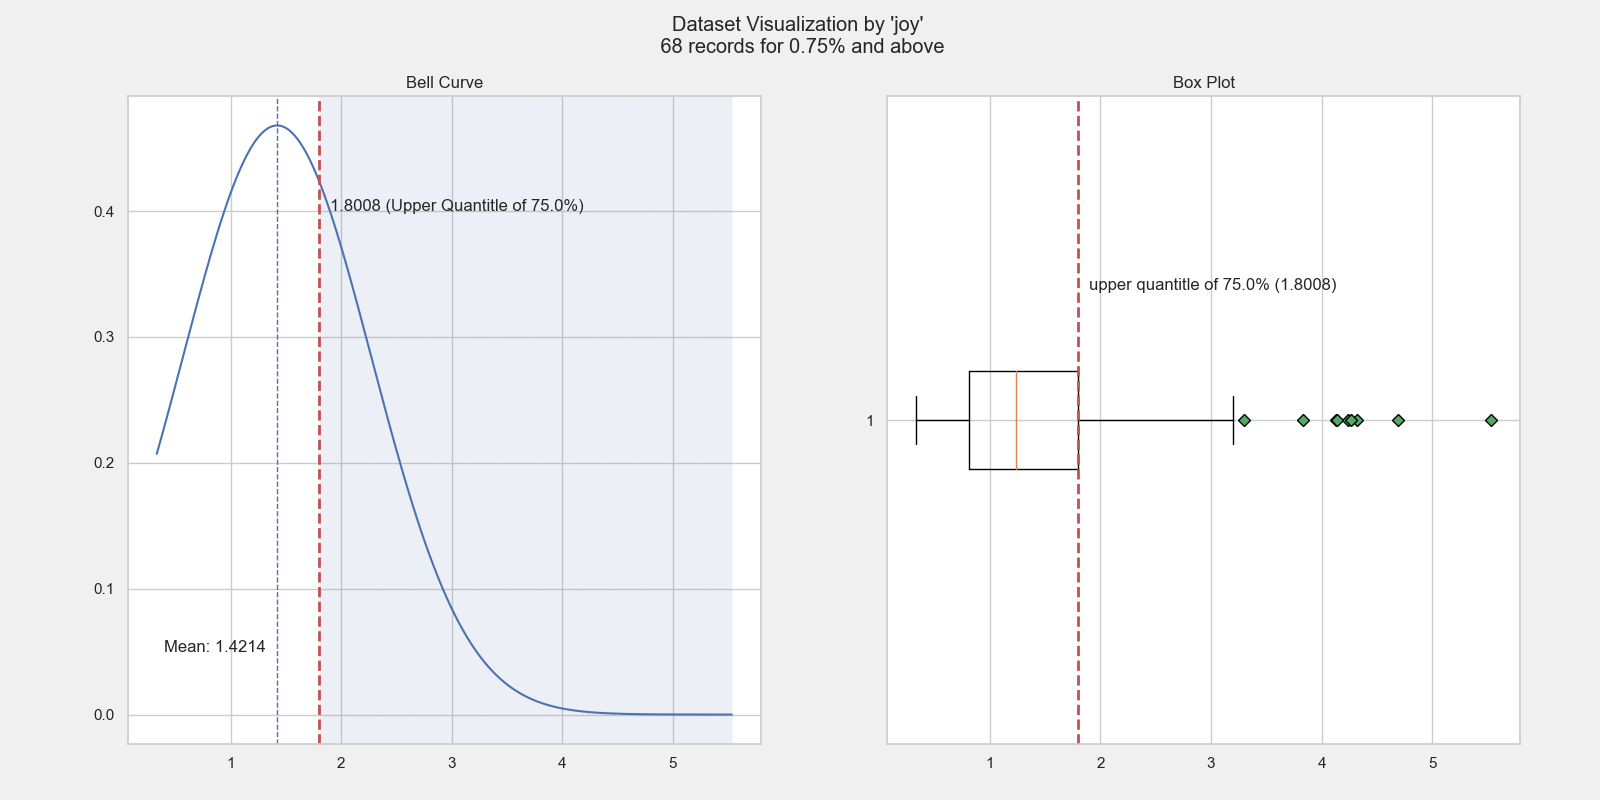 Dataset Visualization by 'joy'
68 records for 0.75% and above
Bell Curve
0.4
0.3
0.2
0.1
0.0
1.8008 (Upper Quantitle of 75.0%)
Mean: 1.4214
1 2 3 4 5
Box Plot
upper quantitle of 75.0% (1.8008)
1
1 2 3 4 5